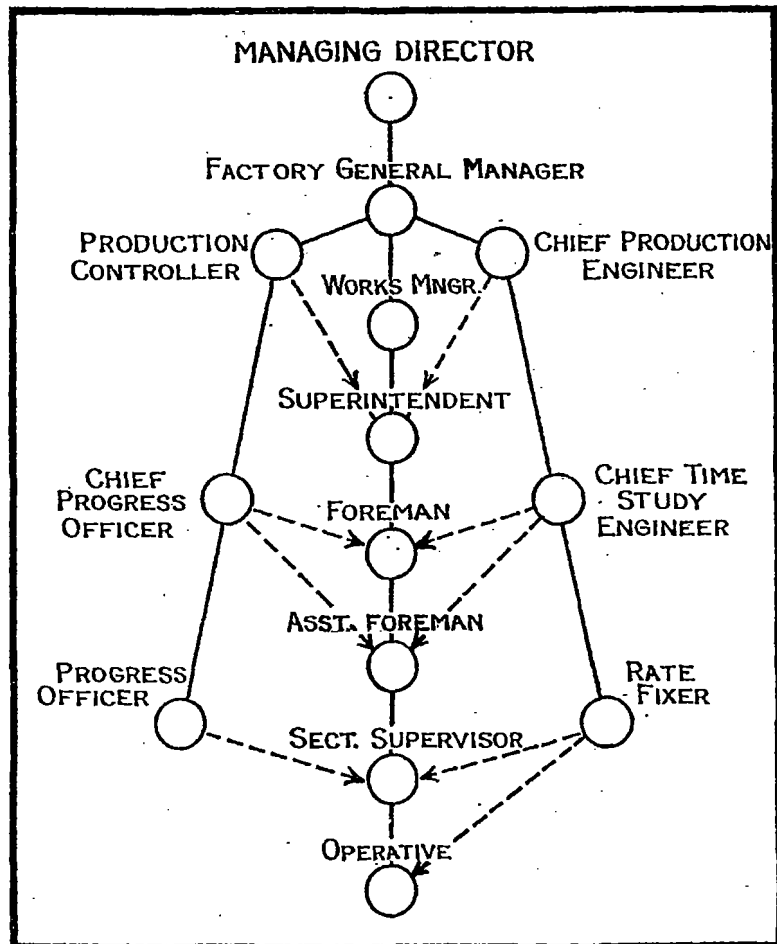 MANAGING DIRECTOR
FACTORY GENERAL MANAGER
PRODUCTION
CONTROLLER
CHIEF PRODUCTION
ENGINEER
WORKS MNGR.
SUPERINTENDENT
CHIEF
PROGRESS
OFFICER
FOREMAN
CHIEF TIME
STUDY
ENGINEER
ASST. FOREMAN
PROGRESS
OFFICER
RATE
FIXER
SECT. SUPERVISOR
OPERATIVE